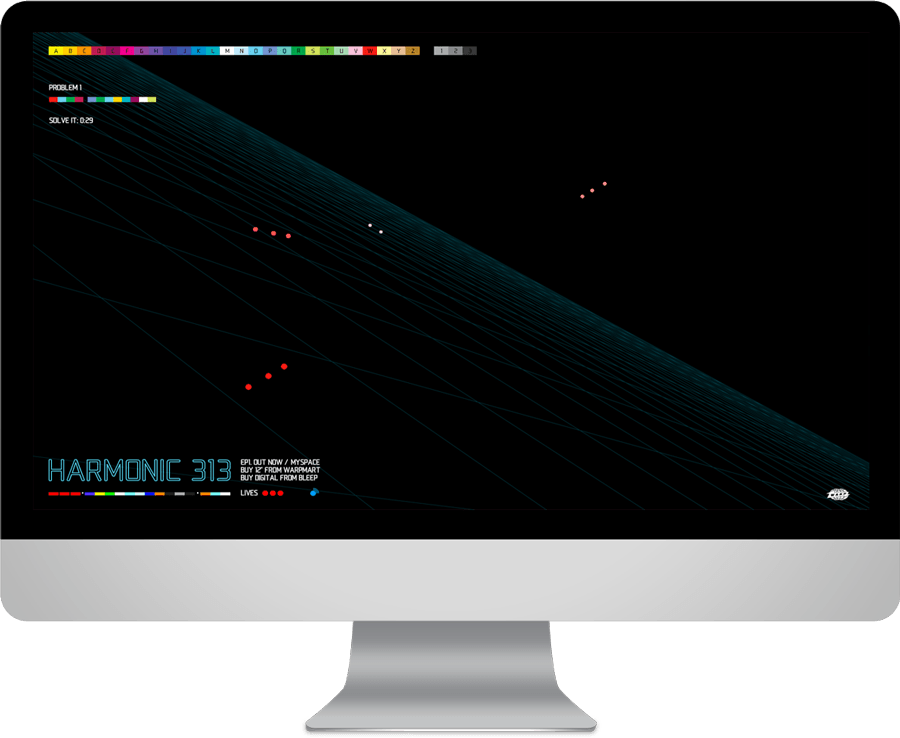 A B C D E F G H I J K L M N O P Q R S T U V W X Y Z 1 2 3
PROBLEM 1
SOLVE IT: 0:29
HARMONIC 313
EP1. OUT NOW / MYSPACE
BUY 12" FROM WARPMART
BUY DIGITAL FROM BLEEP
LIVES